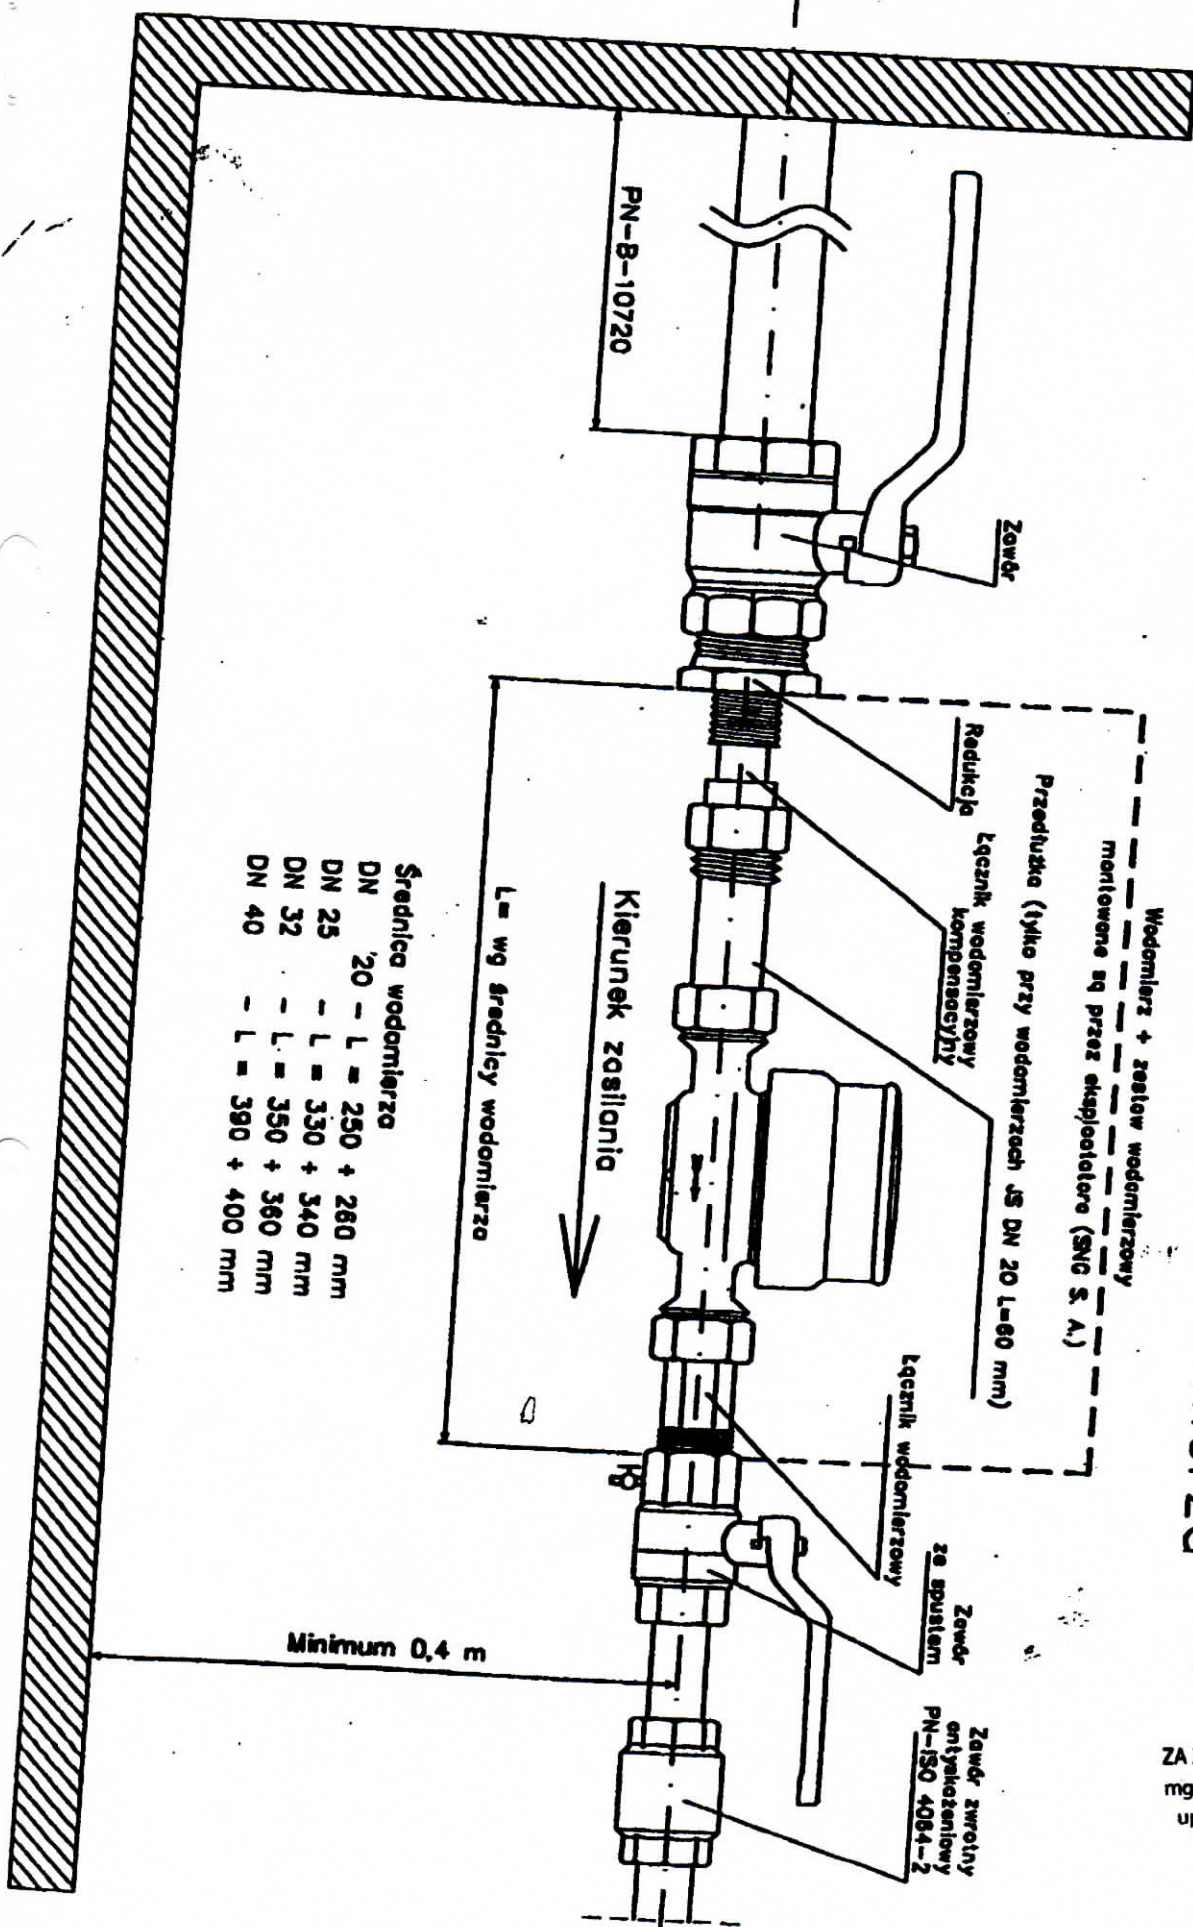 Wodomierz + zestaw wodomierzowy
montowane są przez eksploatatora (SNG S. A.)
Przedłużka (tylko przy wodomierzach JS DN 20 L=60 mm)
Zawór
Redukcja
Łącznik wodomierzowy
kompensacyjny
Łącznik wodomierzowy
Zawór
ze spustem
Zawór zwrotny
antyskażeniowy
PN-ISO 4064-2
PN-B-10720
Kierunek zasilania
L= wg średnicy wodomierza
Minimum 0,4 m
Średnica wodomierza
DN 20 - L = 250 + 260 mm
DN 25 - L = 330 + 340 mm
DN 32 - L = 350 + 360 mm
DN 40 - L = 390 + 400 mm